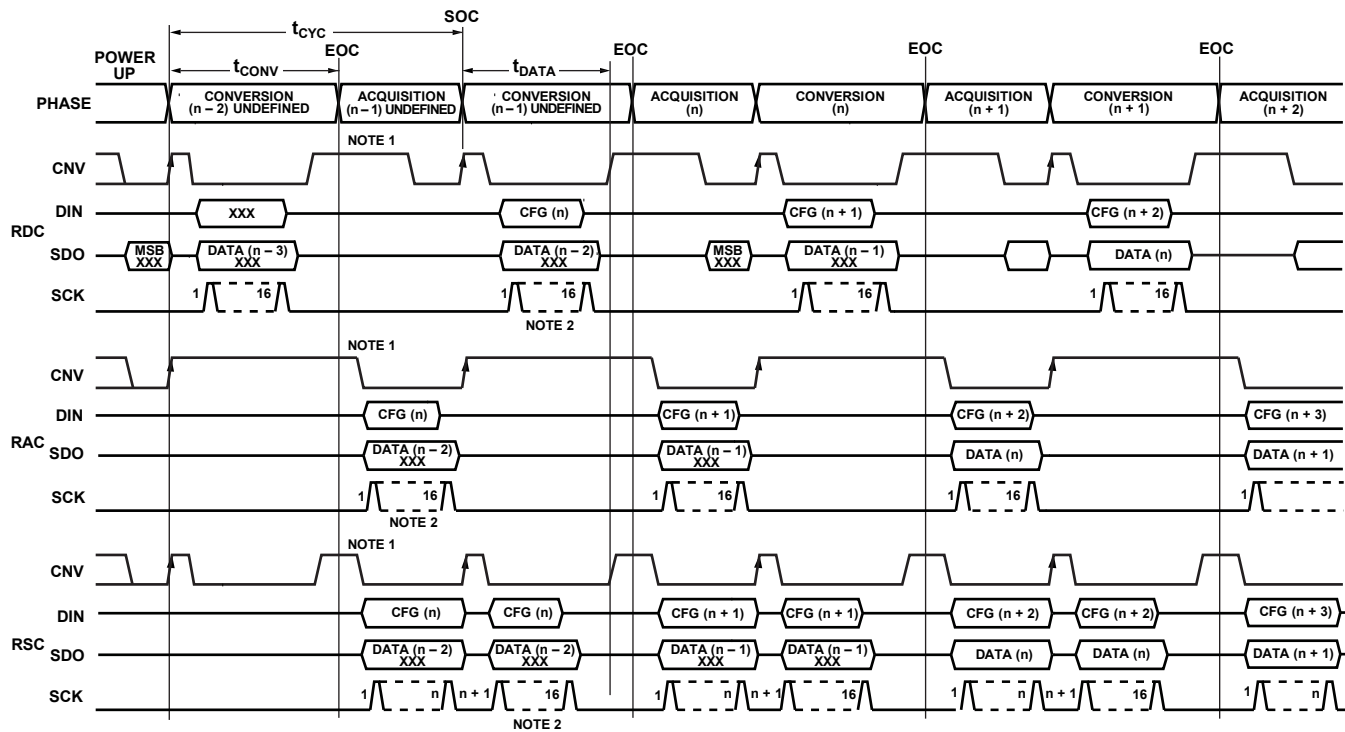 SOC
tCYC
POWER UP
EOC
EOC
EOC
EOC
tCONV
tDATA
PHASE
CONVERSION (n – 2) UNDEFINED
ACQUISITION (n – 1) UNDEFINED
CONVERSION (n – 1) UNDEFINED
ACQUISITION (n)
CONVERSION (n)
ACQUISITION (n + 1)
CONVERSION (n + 1)
ACQUISITION (n + 2)
NOTE 1
CNV
RDC
DIN
XXX
CFG (n)
CFG (n + 1)
CFG (n + 2)
SDO
MSB XXX
DATA (n – 3) XXX
DATA (n – 2) XXX
MSB XXX
DATA (n – 1) XXX
DATA (n)
SCK
1
16
1
16
1
16
1
16
NOTE 2
NOTE 1
CNV
RAC
DIN
CFG (n)
CFG (n + 1)
CFG (n + 2)
CFG (n + 3)
SDO
DATA (n – 2) XXX
DATA (n – 1) XXX
DATA (n)
DATA (n + 1)
SCK
1
16
1
16
1
16
1
NOTE 2
NOTE 1
CNV
RSC
DIN
CFG (n)
CFG (n)
CFG (n + 1)
CFG (n + 1)
CFG (n + 2)
CFG (n + 2)
CFG (n + 3)
SDO
DATA (n – 2) XXX
DATA (n – 2) XXX
DATA (n – 1) XXX
DATA (n – 1) XXX
DATA (n)
DATA (n)
DATA (n + 1)
SCK
1
n
n + 1
16
1
n
n + 1
16
1
n
n + 1
16
1
n
NOTE 2